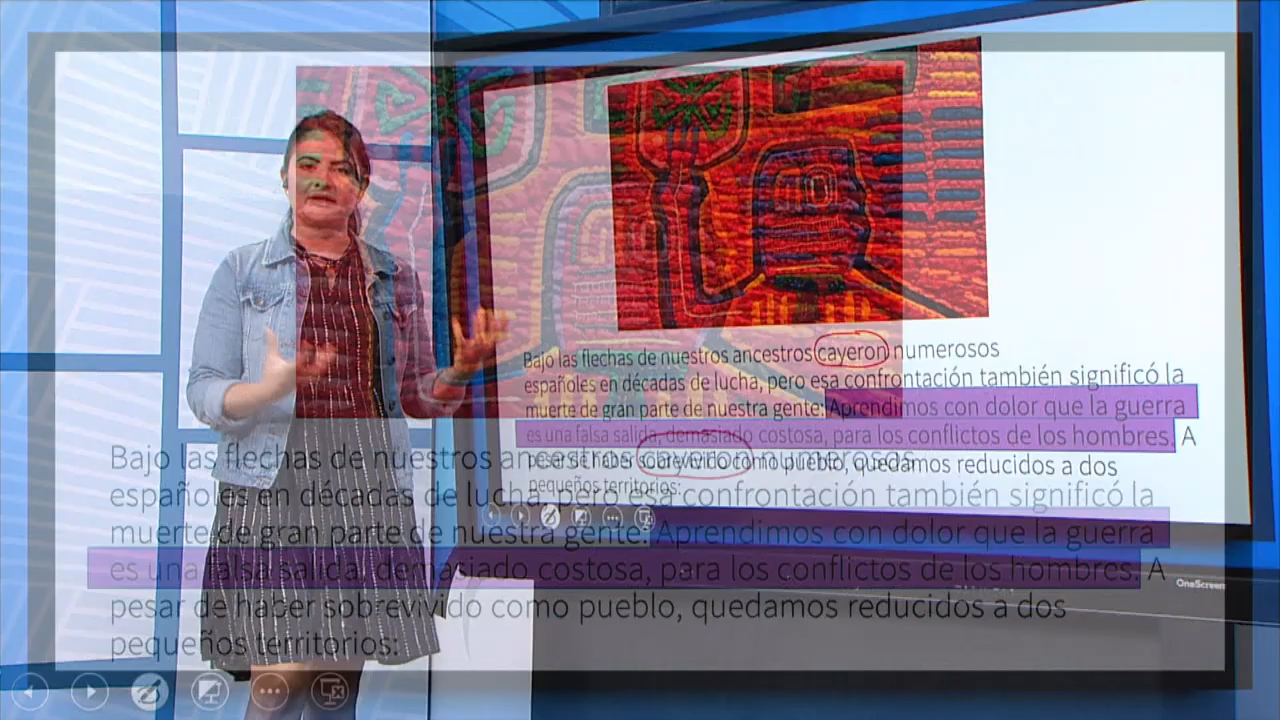 Bajo las flechas de nuestros ancestros cayeron numerosos
españoles en décadas de lucha, pero esa confrontación también significó la
muerte de gran parte de nuestra gente: Aprendimos con dolor que la guerra
es una falsa salida, demasiado costosa, para los conflictos de los hombres. A
pesar de haber sobrevivido como pueblo, quedamos reducidos a dos
pequeños territorios:
Bajo las flechas de nuestros ancestros cayeron numerosos
españoles en décadas de lucha, pero esa confrontación también significó la
muerte de gran parte de nuestra gente: Aprendimos con dolor que la guerra
es una falsa salida, demasiado costosa, para los conflictos de los hombres. A
pesar de haber sobrevivido como pueblo, quedamos reducidos a dos
pequeños territorios:
OneScreen